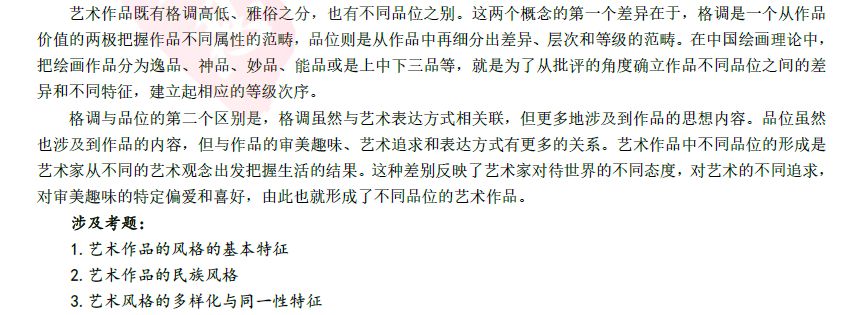 艺术作品既有格调高低、雅俗之分，也有不同品位之别。这两个概念的第一个差异在于，格调是一个从作品
价值的两极把握作品不同属性的范畴，品位则是从作品中再细分出差异、层次和等级的范畴。在中国绘画理论中，
把绘画作品分为逸品、神品、妙品、能品或是上中下三品等，就是为了从批评的角度确立作品不同品位之间的差
异和不同特征，建立起相应的等级次序。
格调与品位的第二个区别是，格调虽然与艺术表达方式相关联，但更多地涉及到作品的思想内容。品位虽然
也涉及到作品的内容，但与作品的审美趣味、艺术追求和表达方式有更多的关系。艺术作品中不同品位的形成是
艺术家从不同的艺术观念出发把握生活的结果。这种差别反映了艺术家对待世界的不同态度，对艺术的不同追求，
对审美趣味的特定偏爱和喜好，由此也就形成了不同品位的艺术作品。
涉及考题：
1.艺术作品的风格的基本特征
2.艺术作品的民族风格
3.艺术风格的多样化与同一性特征